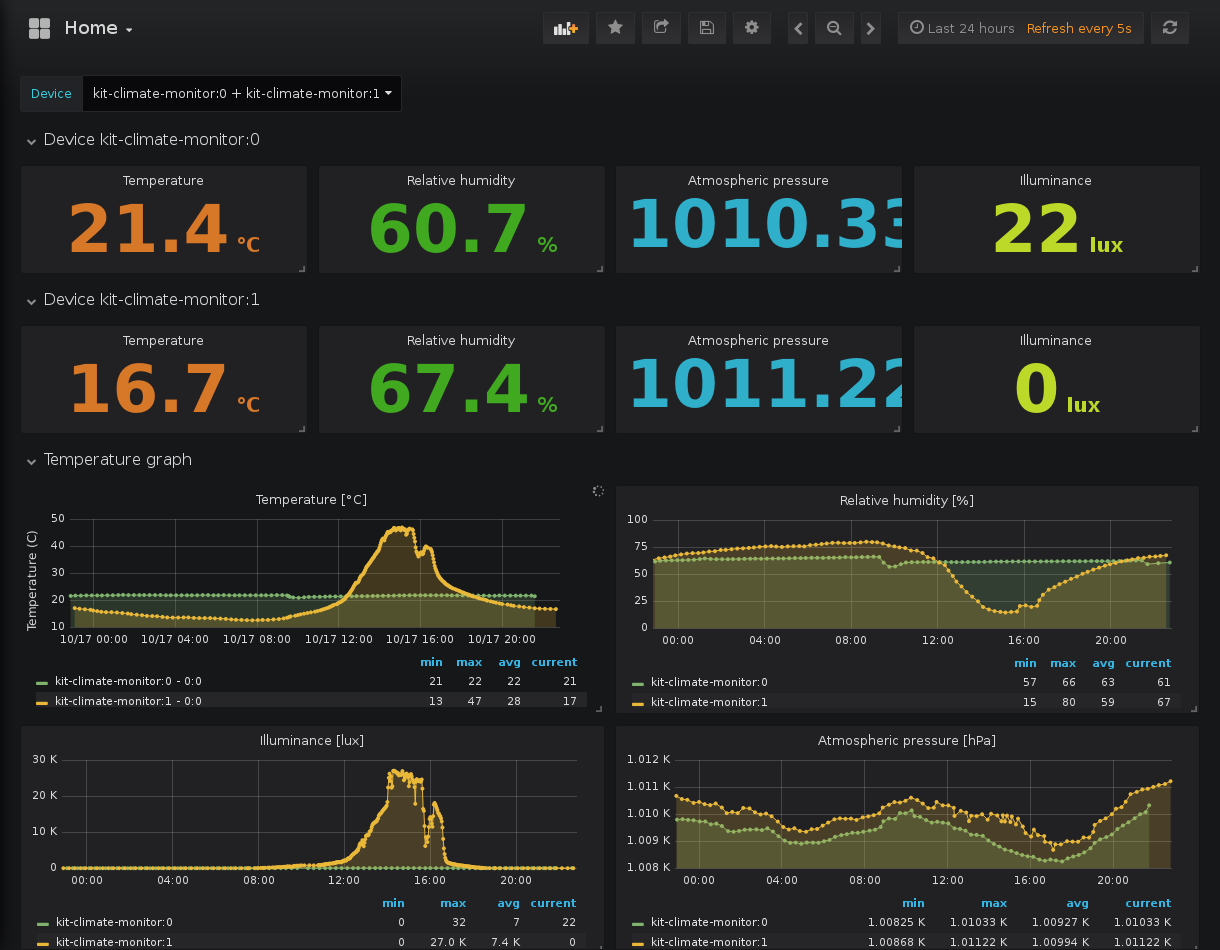 Home
Last 24 hours Refresh every 5s
Device kit-climate-monitor:0 + kit-climate-monitor:1
Device kit-climate-monitor:0
Temperature Relative humidity Atmospheric pressure Illuminance
21.4 °C 60.7 % 1010.33 22 lux
Device kit-climate-monitor:1
Temperature Relative humidity Atmospheric pressure Illuminance
16.7 °C 67.4 % 1011.22 0 lux
Temperature graph
Temperature [°C]
Temperature (C)
50
40
30
20
10
10/17 00:00 10/17 04:00 10/17 08:00 10/17 12:00 10/17 16:00 10/17 20:00
min max avg current
kit-climate-monitor:0 - 0:0 21 22 22 21
kit-climate-monitor:1 - 0:0 13 47 28 17
Relative humidity [%]
100
75
50
25
0
00:00 04:00 08:00 12:00 16:00 20:00
min max avg current
kit-climate-monitor:0 57 66 63 61
kit-climate-monitor:1 15 80 59 67
Illuminance [lux]
30 K
20 K
10 K
0
00:00 04:00 08:00 12:00 16:00 20:00
min max avg current
kit-climate-monitor:0 0 32 7 22
kit-climate-monitor:1 0 27.0 K 7.4 K 0
Atmospheric pressure [hPa]
1.012 K
1.011 K
1.010 K
1.009 K
1.008 K
00:00 04:00 08:00 12:00 16:00 20:00
min max avg current
kit-climate-monitor:0 1.00825 K 1.01033 K 1.00927 K 1.01033 K
kit-climate-monitor:1 1.00868 K 1.01122 K 1.00994 K 1.01122 K